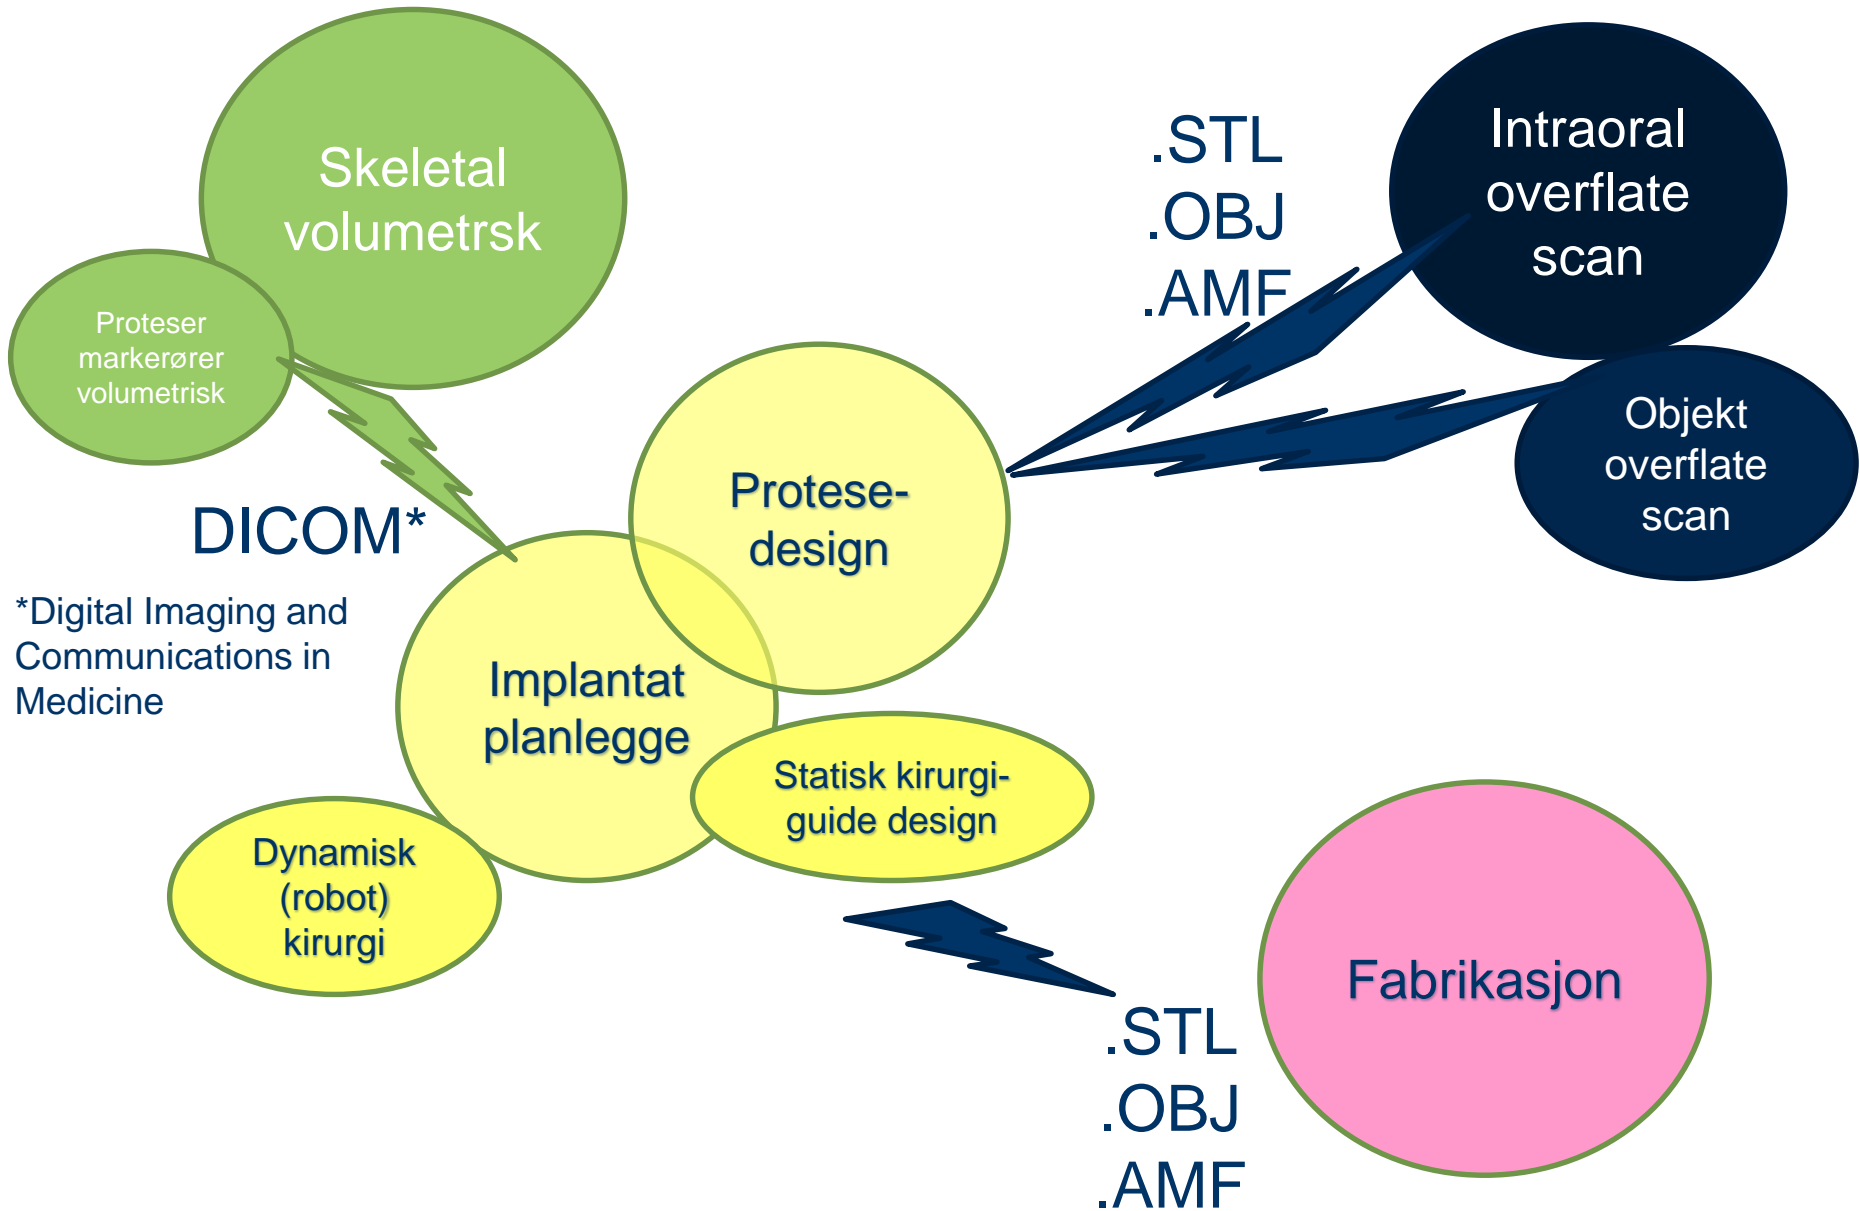 Skeletal
volumetrsk
Proteser
markerører
volumetrisk
DICOM*
*Digital Imaging and
Communications in
Medicine
.STL
.OBJ
.AMF
Intraoral
overflate
scan
Objekt
overflate
scan
Protese-
design
Implantat
planlegge
Statisk kirurgi-
guide design
Dynamisk
(robot)
kirurgi
.STL
.OBJ
.AMF
Fabrikasjon